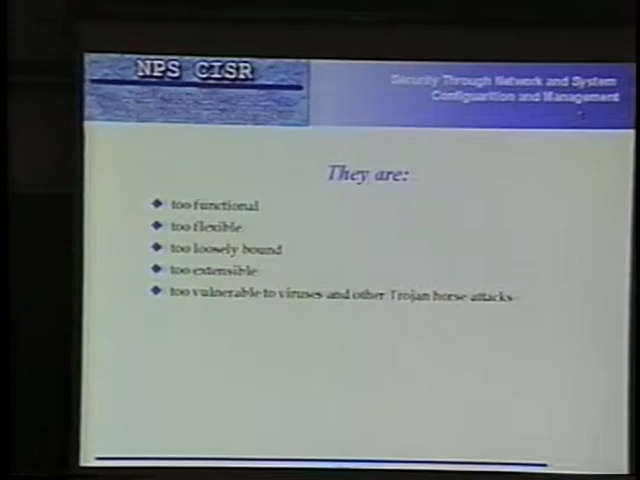 NPS CISR
Security Through Network and System
Configuartion and Management
They are:
too functional
too flexible
too loosely bound
too extensible
too vulnerable to viruses and other Trojan horse attacks